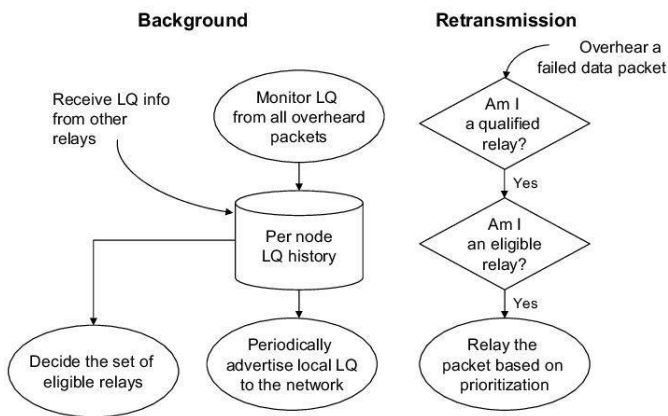 Background
Retransmission
Receive LQ info
from other
relays
Monitor LQ
from all overheard
packets
Per node
LQ history
Decide the set of
eligible relays
Periodically
advertise local LQ
to the network
Overhear a
failed data packet
Am I
a qualified
relay?
Yes
Am I
an eligible
relay?
Yes
Relay the
packet based on
prioritization